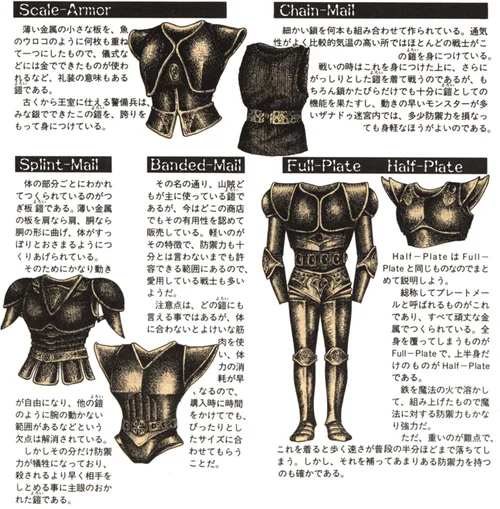 Scale-Armor
薄い金属の小さな板を、魚
のウロコのように何枚も重ね
て一つにしたもので、儀式な
どには金でできたものが使わ
れるなど、礼装の意味もある
鎧である。
古くから王室に仕える警備兵は、
みな銀でできたこの鎧を、誇りを
もって身につけている。
Chain-Mail
細かい鎖を何本も組み合わせて作られている。通気
性がよく比較的気温の高い所ではほとんどの戦士がこ
の鎧を身につけている。
戦いの時はこれを身につけた上に、さらに
がっしりとした鎧を着て戦うのであるが、も
ちろん鎖かたびらだけでも十分に鎧としての
機能を果たすし、動きの早いモンスターが多
いザナドゥ迷宮内では、多少防禦力を損なっ
ても身軽なほうがよいのである。
Splint-Mail
体の部分ごとにわかれ
てつくられているのがつ
ぎ板鎧である。薄い金属
の板を肩なら肩、胴なら
胴の形に曲げ、体がすっ
ぽりとおさまるようにつ
くりあげられている。
そのためにかなり動き
が自由になり、他の鎧
のように腕の動かない
範囲があるなどという
欠点は解消されている。
しかしその分だけ防禦
力が犠牲になっており、
殺されるより早く相手を
しとめる事に主眼のおか
れた鎧である。
Banded-Mail
その名の通り、山賊ど
もが主に使っている鎧で
あるが、今はどこの商店
でもその有用性を認めて
販売している。軽いのが
その特徴で、防禦力も十
分とは言わないまでも許
容できる範囲にあるので、
愛用している戦士も多い
ようだ。
注意点は、どの鎧にも
言える事ではあるが、体
に合わないとよけいな筋
肉を使
い、体
力の消
耗が早
くなるので、
購入時に時間
をかけてでも、
ぴったりとし
たサイズに合
わせてもらう
ことだ。
Full-Plate Half-Plate
Half-PlateはFull-
Plateと同じものなのでまと
めて説明しよう。
総称してプレートメー
ルと呼ばれるものがこれ
であり、すべて頑丈な金
属でつくられている。全
身を覆ってしまうものが
Full-Plateで、上半身だ
けのものがHalf-Plate
である。
鉄を魔法の火で溶かし
て、組み上げたもので魔
法に対する防禦力もかな
り強力だ。
ただ、重いのが難点で、
これを着ると歩く速さが普段の半分ほどまで落ちてし
まう。しかし、それを補ってあまりある防禦力を持つ
のも確かである。